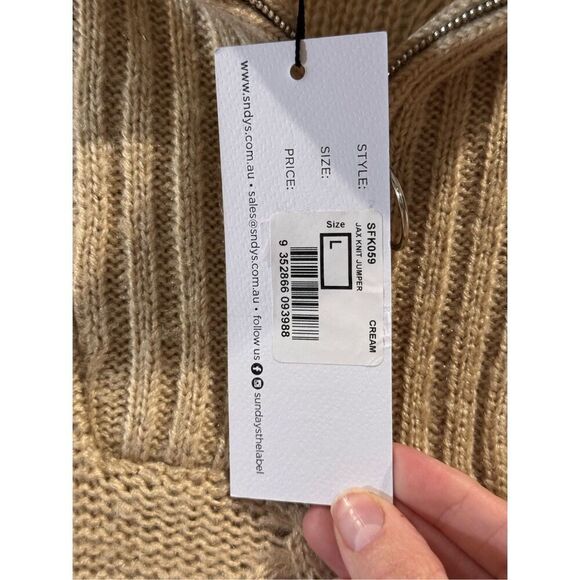 STYLE:
SIZE:
PRICE:
SFK059 CREAM
JAX KNIT JUMPER
Size
L
9 352866 093988
www.sndys.com.au • sales@sndys.com.au • follow us sundaysthelabel